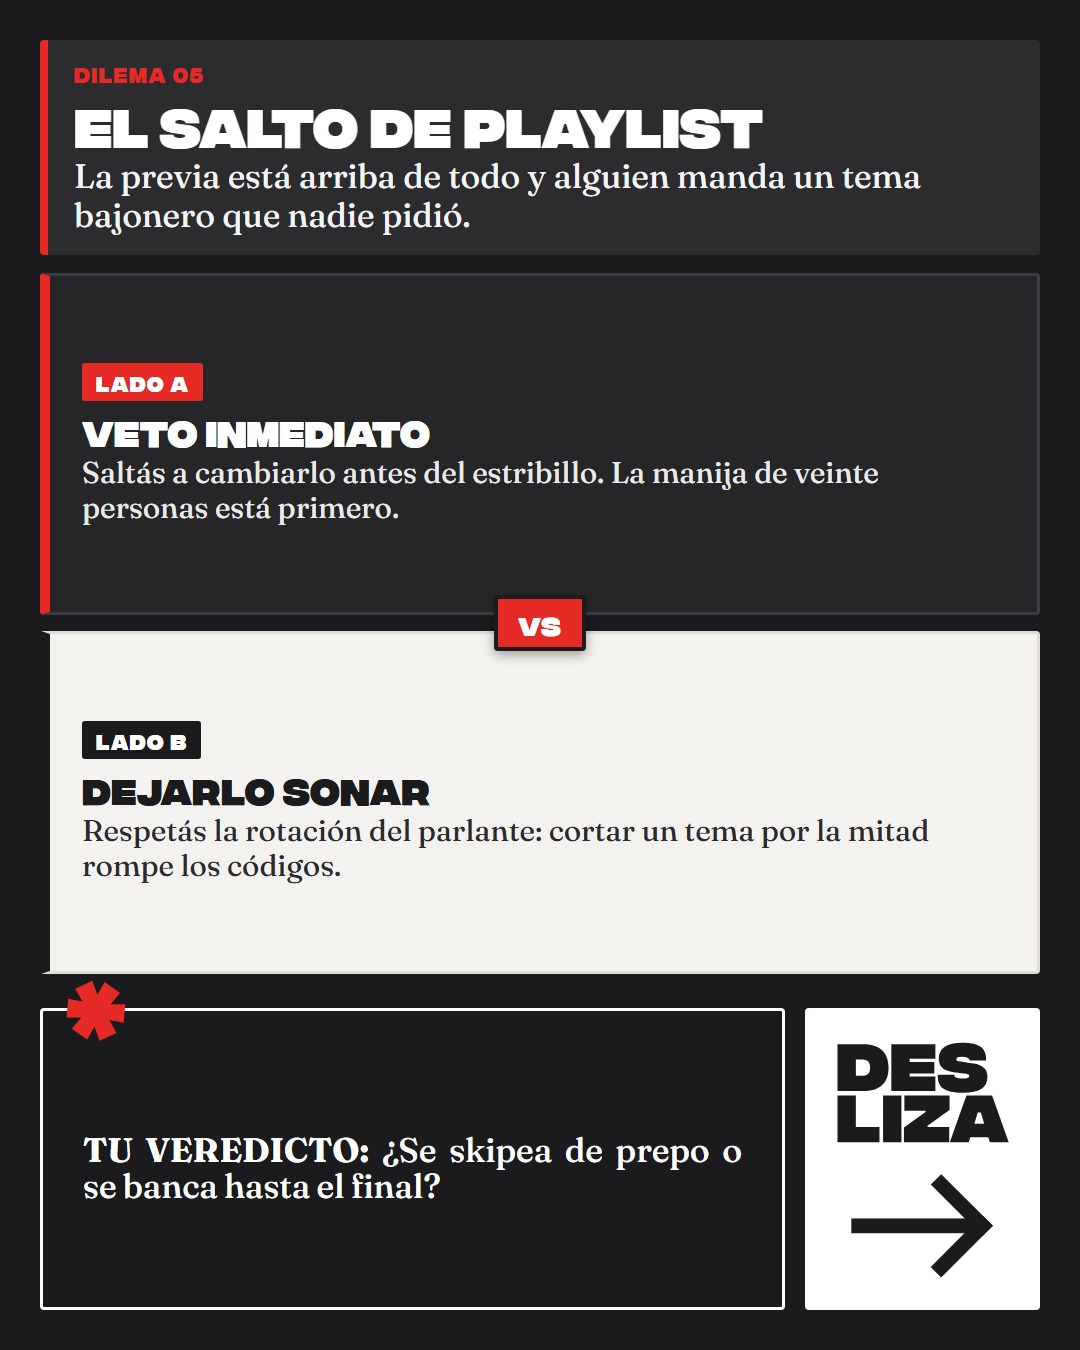 DILEMA 05
EL SALTO DE PLAYLIST
La previa está arriba de todo y alguien manda un tema
bajonero que nadie pidió.
LADO A
VETO INMEDIATO
Saltás a cambiarlo antes del estribillo. La manija de veinte
personas está primero.
VS
LADO B
DEJARLO SONAR
Respetás la rotación del parlante: cortar un tema por la mitad
rompe los códigos.
TU VEREDICTO: ¿Se skipea de prepo o
se banca hasta el final?
DES
LIZA